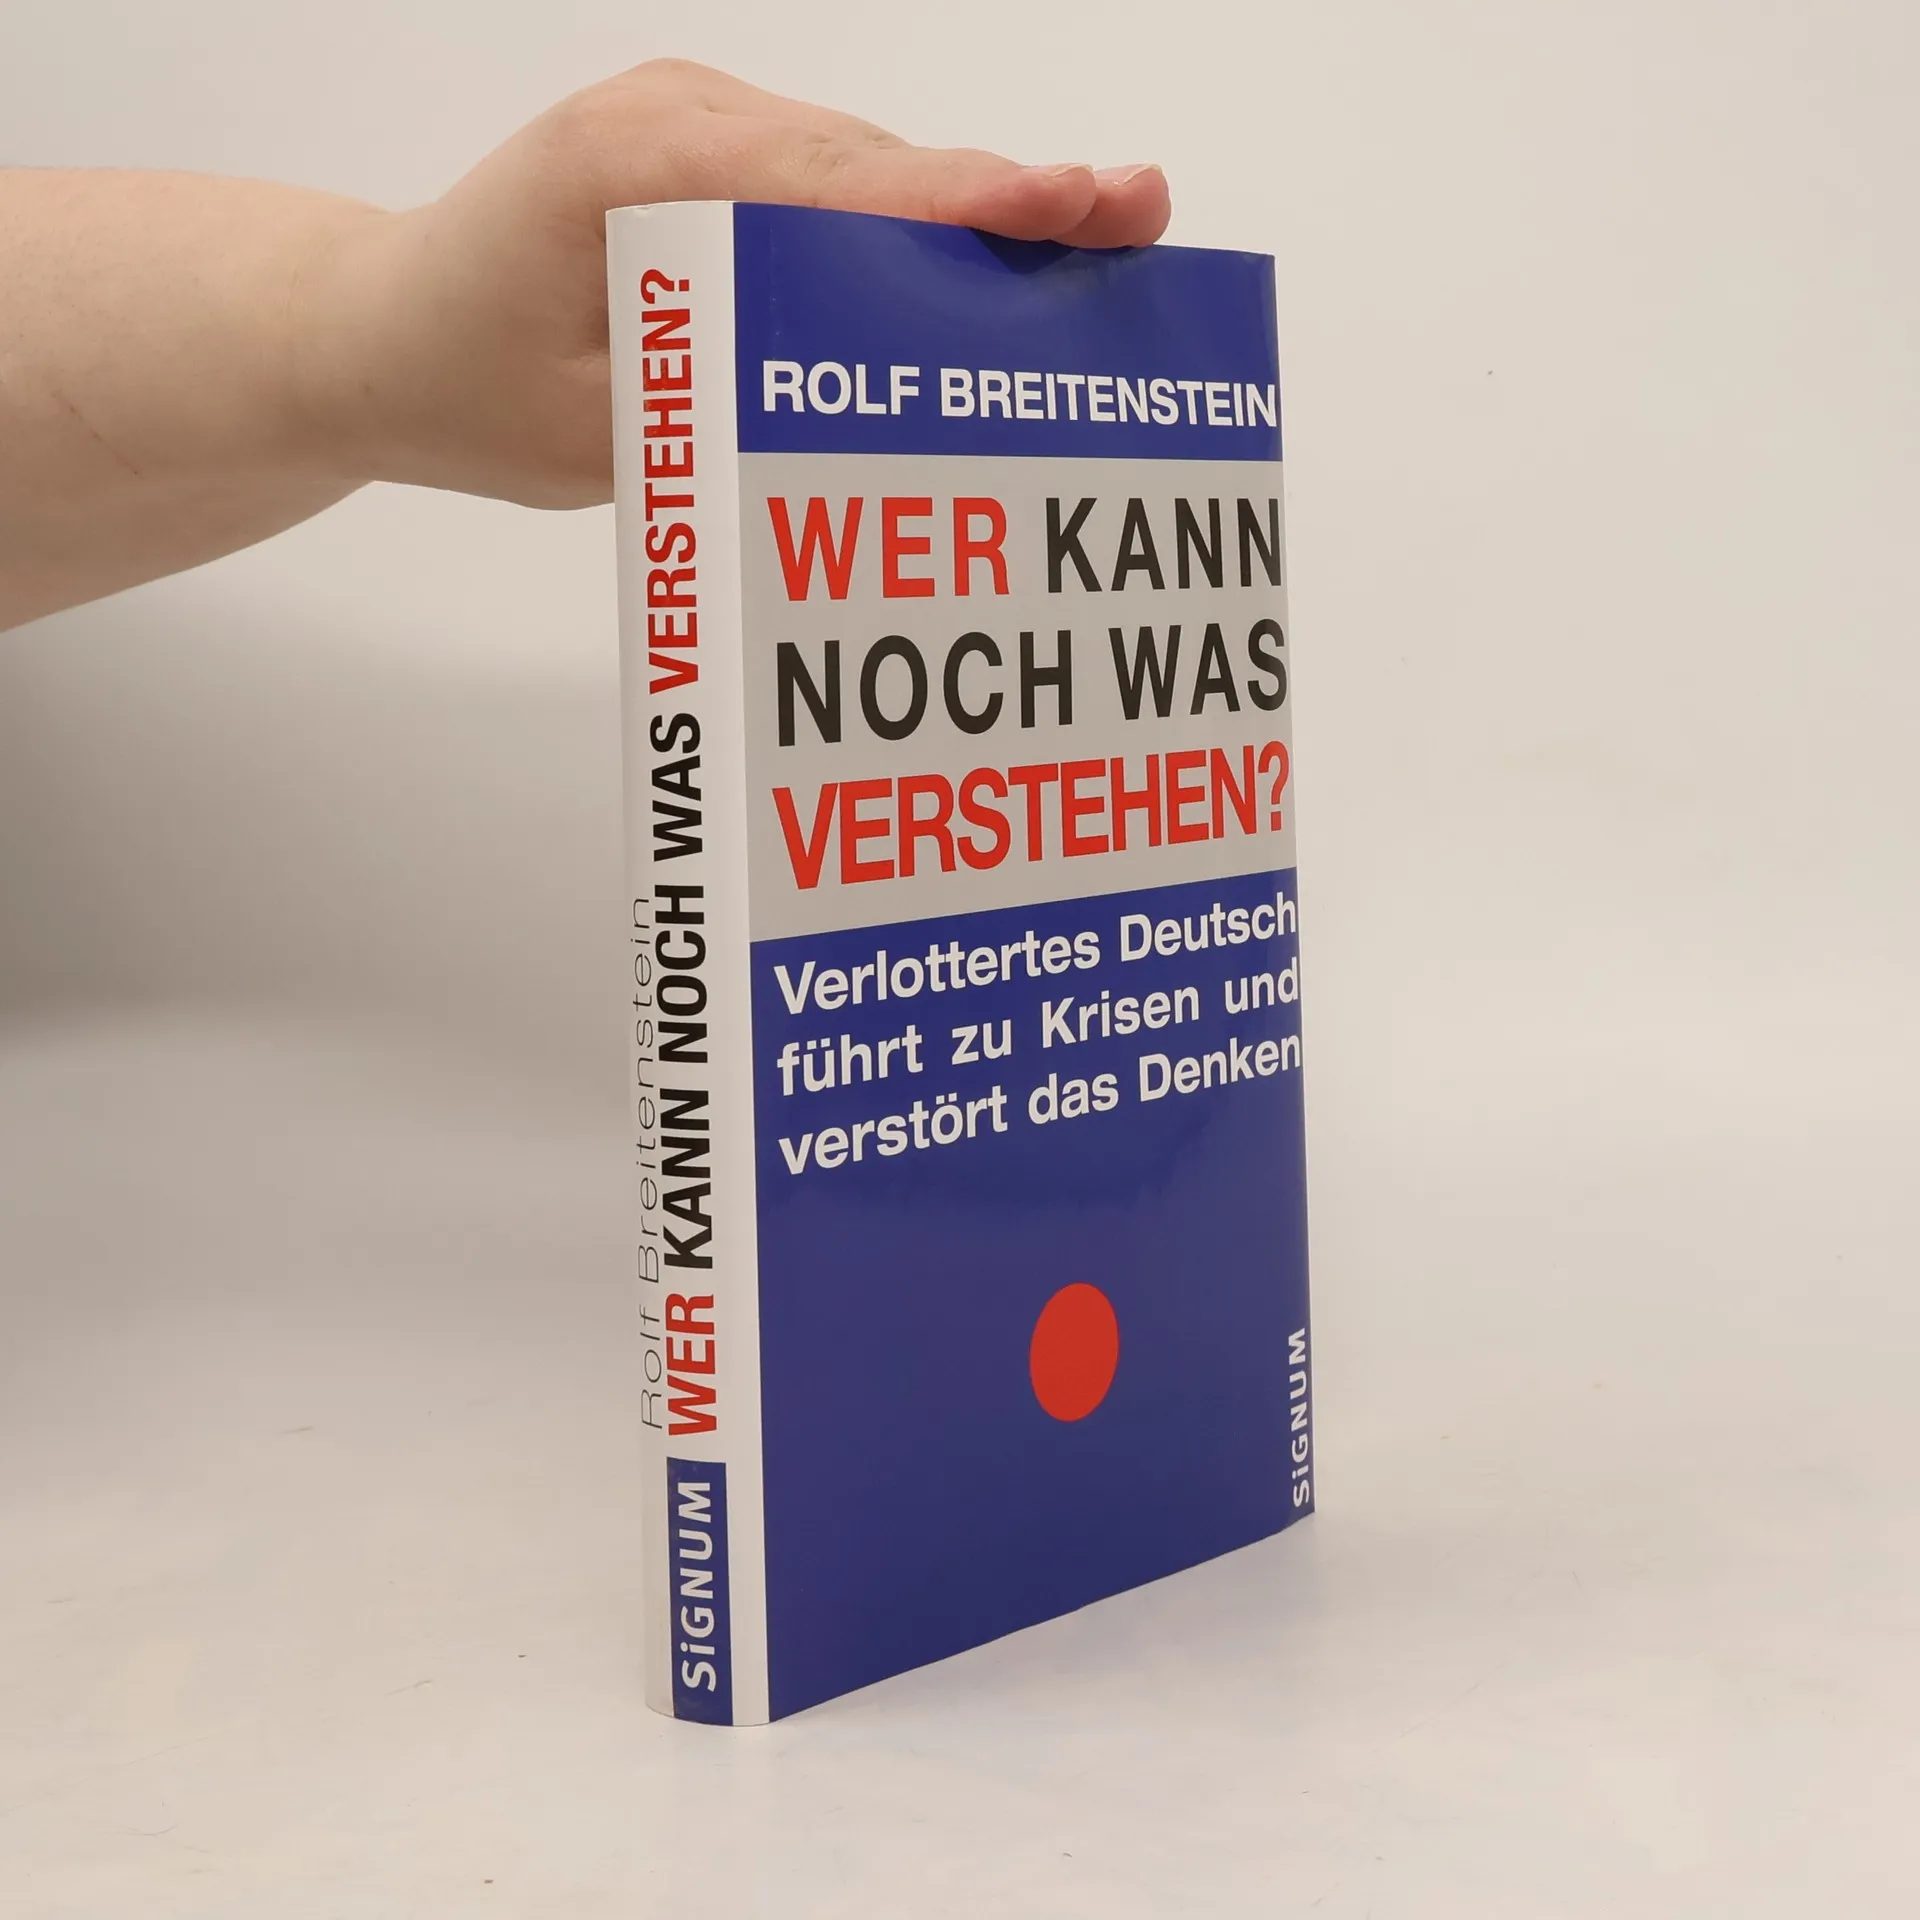 Rolf Breitenstein
WER KANN NOCH WAS VERSTEHEN?
SiGNUM
ROLF BREITENSTEIN
WER KANN
NOCH WAS
VERSTEHEN?
Verlottertes Deutsch
führt zu Krisen und
verstört das Denken
SiGNUM